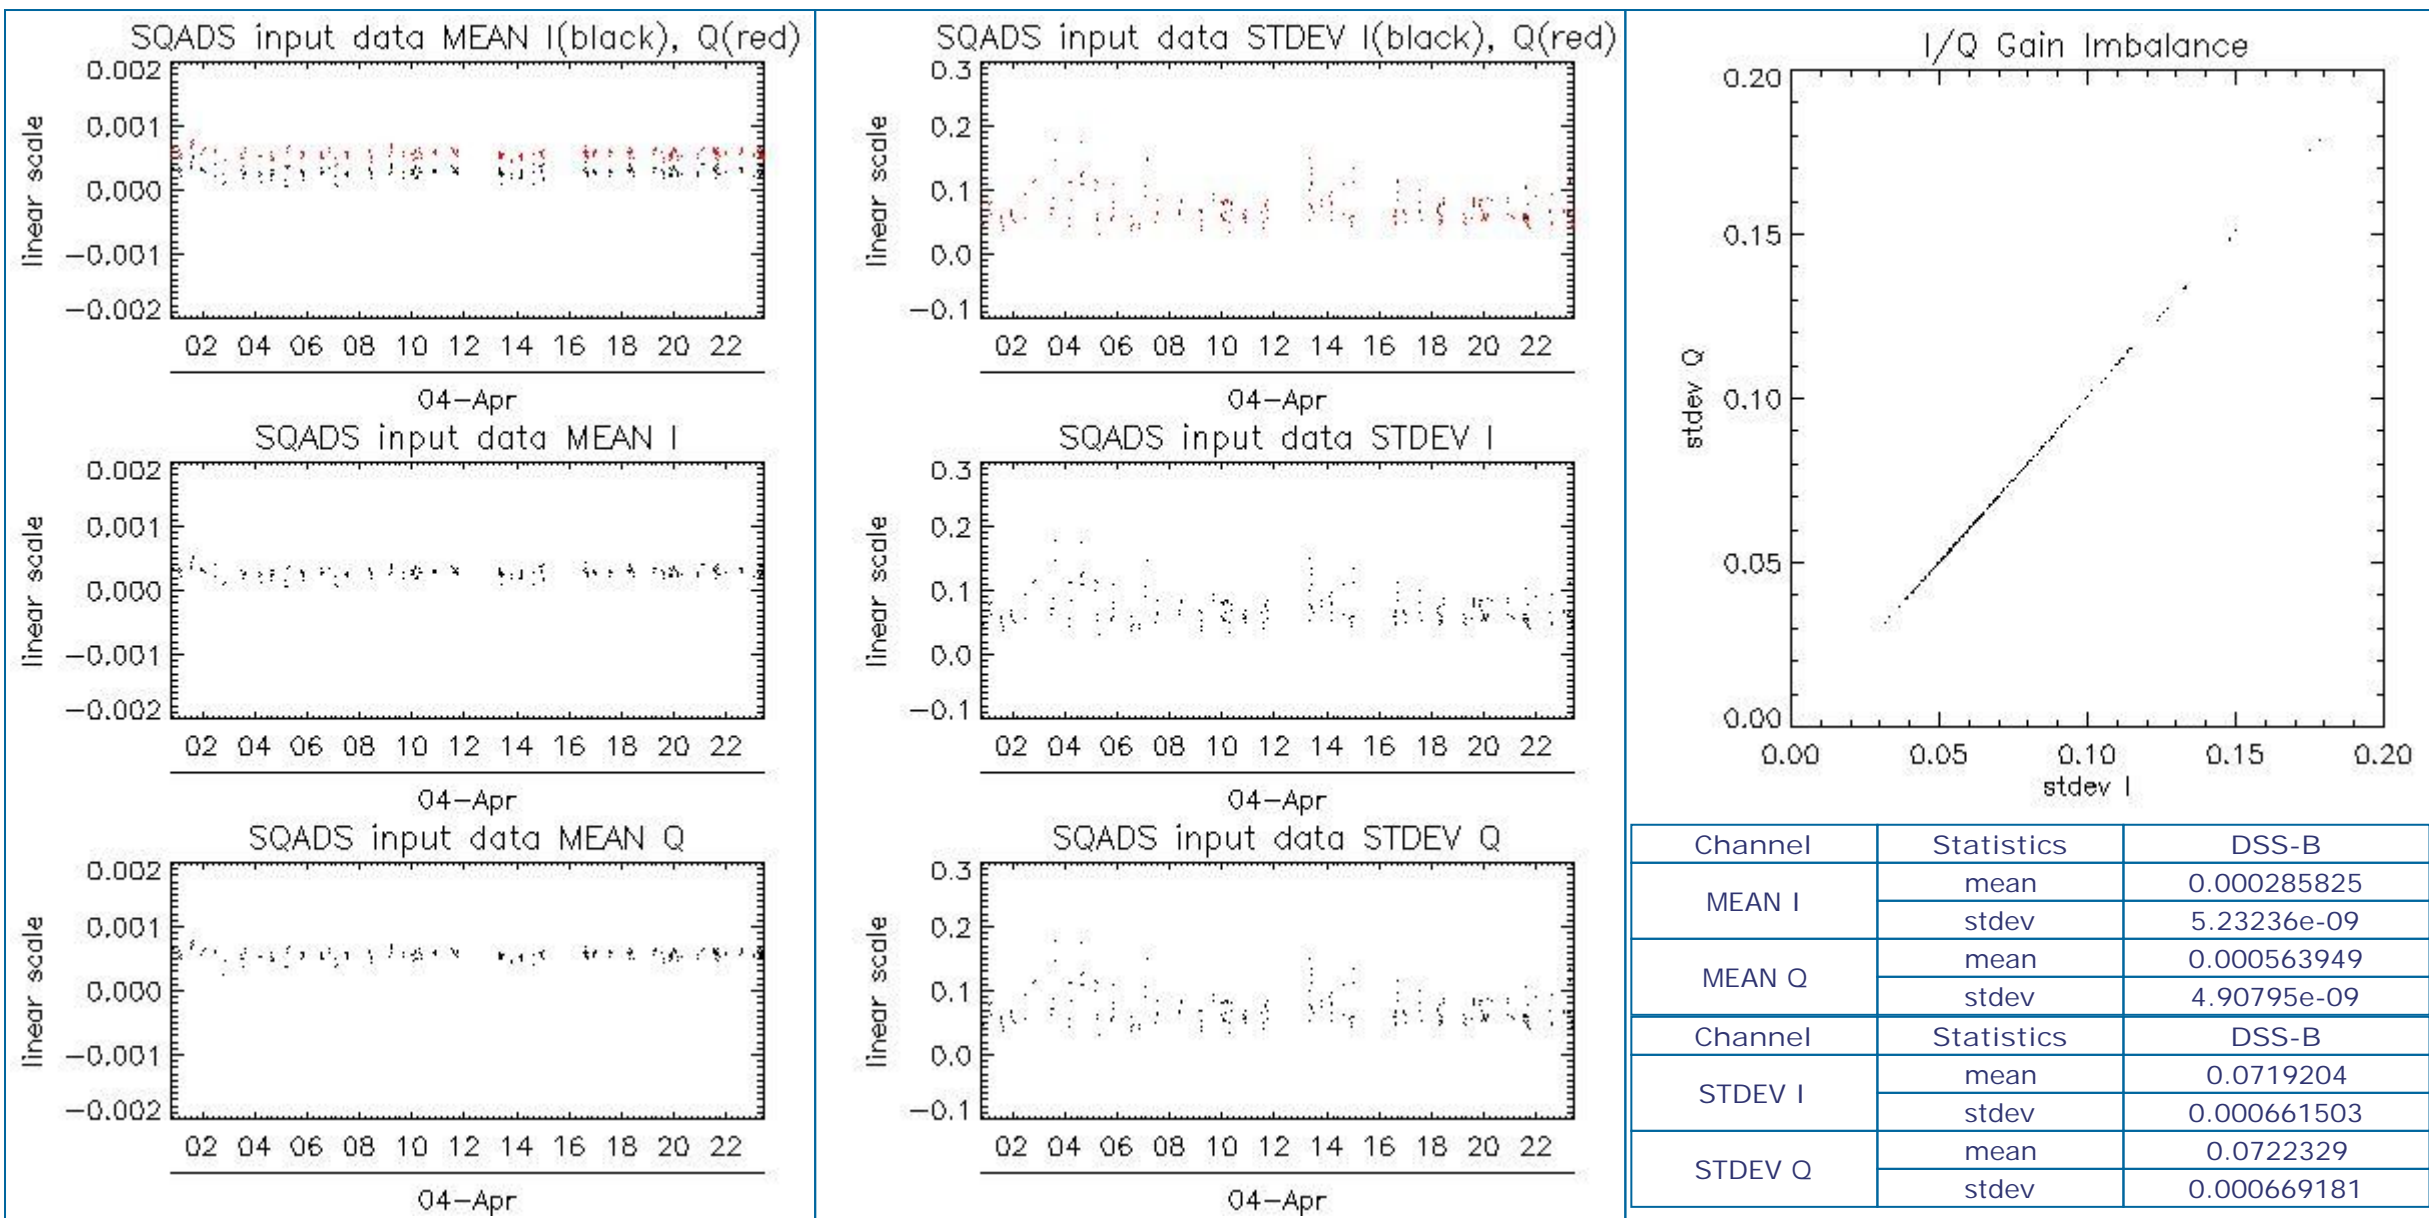 SQADS input data MEAN I(black), Q(red)
linear scale
0.002
0.001
0.000
−0.001
−0.002
02 04 06 08 10 12 14 16 18 20 22
04−Apr
SQADS input data MEAN I
linear scale
0.002
0.001
0.000
−0.001
−0.002
02 04 06 08 10 12 14 16 18 20 22
04−Apr
SQADS input data MEAN Q
linear scale
0.002
0.001
0.000
−0.001
−0.002
02 04 06 08 10 12 14 16 18 20 22
04−Apr
SQADS input data STDEV I(black), Q(red)
linear scale
0.3
0.2
0.1
0.0
−0.1
02 04 06 08 10 12 14 16 18 20 22
04−Apr
SQADS input data STDEV I
linear scale
0.3
0.2
0.1
0.0
−0.1
02 04 06 08 10 12 14 16 18 20 22
04−Apr
SQADS input data STDEV Q
linear scale
0.3
0.2
0.1
0.0
−0.1
02 04 06 08 10 12 14 16 18 20 22
04−Apr
I/Q Gain Imbalance
stdev Q
0.20
0.15
0.10
0.05
0.00
0.00 0.05 0.10 0.15 0.20
stdev I
Channel Statistics DSS-B
MEAN I mean 0.000285825
stdev 5.23236e-09
MEAN Q mean 0.000563949
stdev 4.90795e-09
Channel Statistics DSS-B
STDEV I mean 0.0719204
stdev 0.000661503
STDEV Q mean 0.0722329
stdev 0.000669181